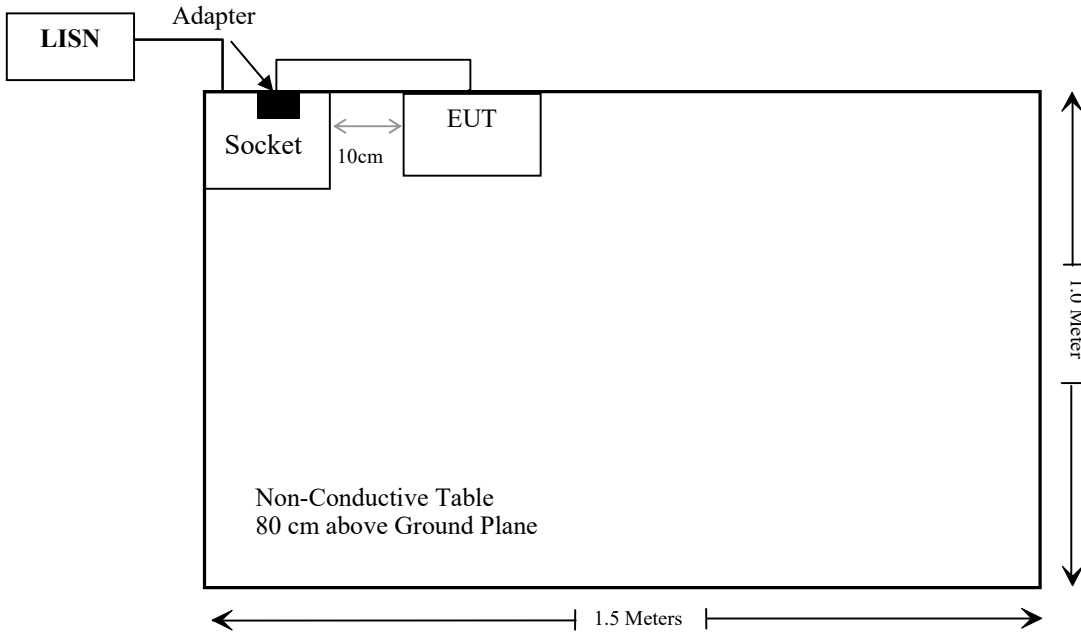 Adapter
LISN
Socket
EUT
10cm
1.0 Meter
Non-Conductive Table
80 cm above Ground Plane
1.5 Meters